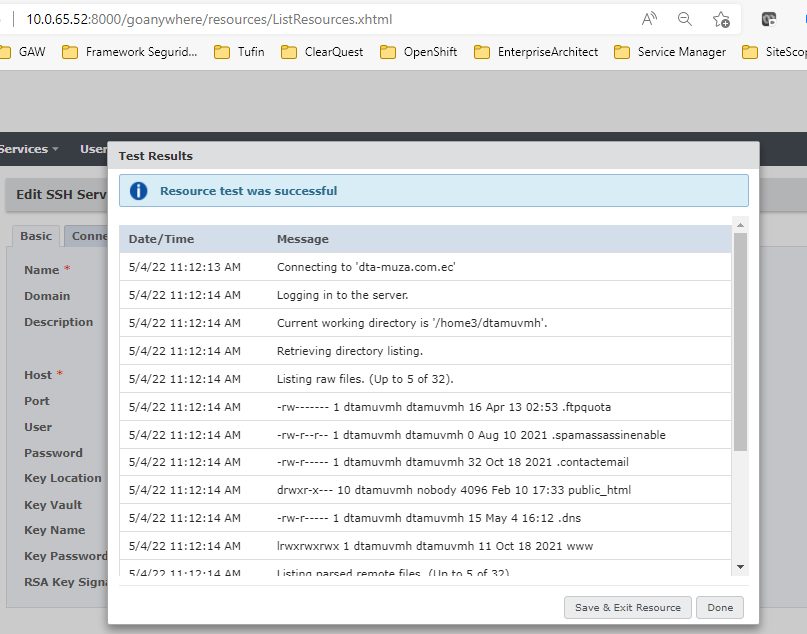 10.0.65.52:8000/goanywhere/resources/ListResources.xhtml
GAW Framework Segurid... Tufin ClearQuest OpenShift EnterpriseArchitect Service Manager SiteScop
Services User
Test Results
Edit SSH Serv
Resource test was successful
Basic Conne
Date/Time Message
Name *
5/4/22 11:12:13 AM Connecting to 'dta-muza.com.ec'
Domain
5/4/22 11:12:14 AM Logging in to the server.
Description
5/4/22 11:12:14 AM Current working directory is '/home3/dtamuvmh'.
5/4/22 11:12:14 AM Retrieving directory listing.
Host *
5/4/22 11:12:14 AM Listing raw files. (Up to 5 of 32).
Port
5/4/22 11:12:14 AM -rw------- 1 dtamuvmh dtamuvmh 16 Apr 13 02:53 .ftpquota
User
5/4/22 11:12:14 AM -rw-r--r-- 1 dtamuvmh dtamuvmh 0 Aug 10 2021 .spamassassinenable
Password
5/4/22 11:12:14 AM -rw-r----- 1 dtamuvmh dtamuvmh 32 Oct 18 2021 .contactemail
Key Location
5/4/22 11:12:14 AM drwxr-x--- 10 dtamuvmh nobody 4096 Feb 10 17:33 public_html
Key Vault
5/4/22 11:12:14 AM -rw-r----- 1 dtamuvmh dtamuvmh 15 May 4 16:12 .dns
Key Name
5/4/22 11:12:14 AM lrwxrwxrwx 1 dtamuvmh dtamuvmh 11 Oct 18 2021 www
Key Password
5/4/22 11:12:14 AM Listing parsed remote files. (Up to 5 of 32)
RSA Key Signa
Save & Exit Resource Done